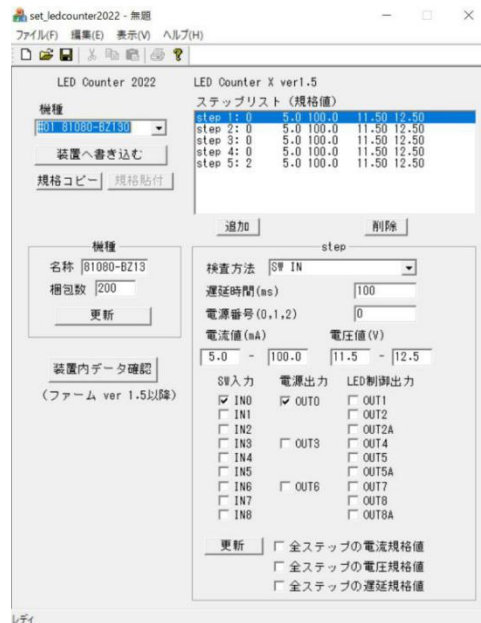 set_ledcounter2022 - 無題
ファイル(F) 編集(E) 表示(V) ヘルプ(H)
LED Counter 2022
LED Counter X ver1.5
機種
#01 81080-BZ130
装置へ書き込む
規格コピー 規格貼付
ステップリスト (規格値)
step 1: 0 5.0 100.0 11.50 12.50
step 2: 0 5.0 100.0 11.50 12.50
step 3: 0 5.0 100.0 11.50 12.50
step 4: 0 5.0 100.0 11.50 12.50
step 5: 2 5.0 100.0 11.50 12.50
追加 削除
機種
名称 81080-BZ13
梱包数 200
更新
装置内データ確認
(ファーム ver 1.5以降)
step
検査方法 SW IN
遅延時間(ms) 100
電源番号(0,1,2) 0
電流値(mA) 電圧値(V)
5.0 - 100.0 11.5 - 12.5
SW入力 電源出力 LED制御出力
IN0 OUT0 OUT1
IN1 OUT2
IN2 OUT2A
IN3 OUT3 OUT4
IN4 OUT5
IN5 OUT5A
IN6 OUT6 OUT7
IN7 OUT8
IN8 OUT8A
更新 全ステップの電流規格値
全ステップの電圧規格値
全ステップの遅延規格値
レディ